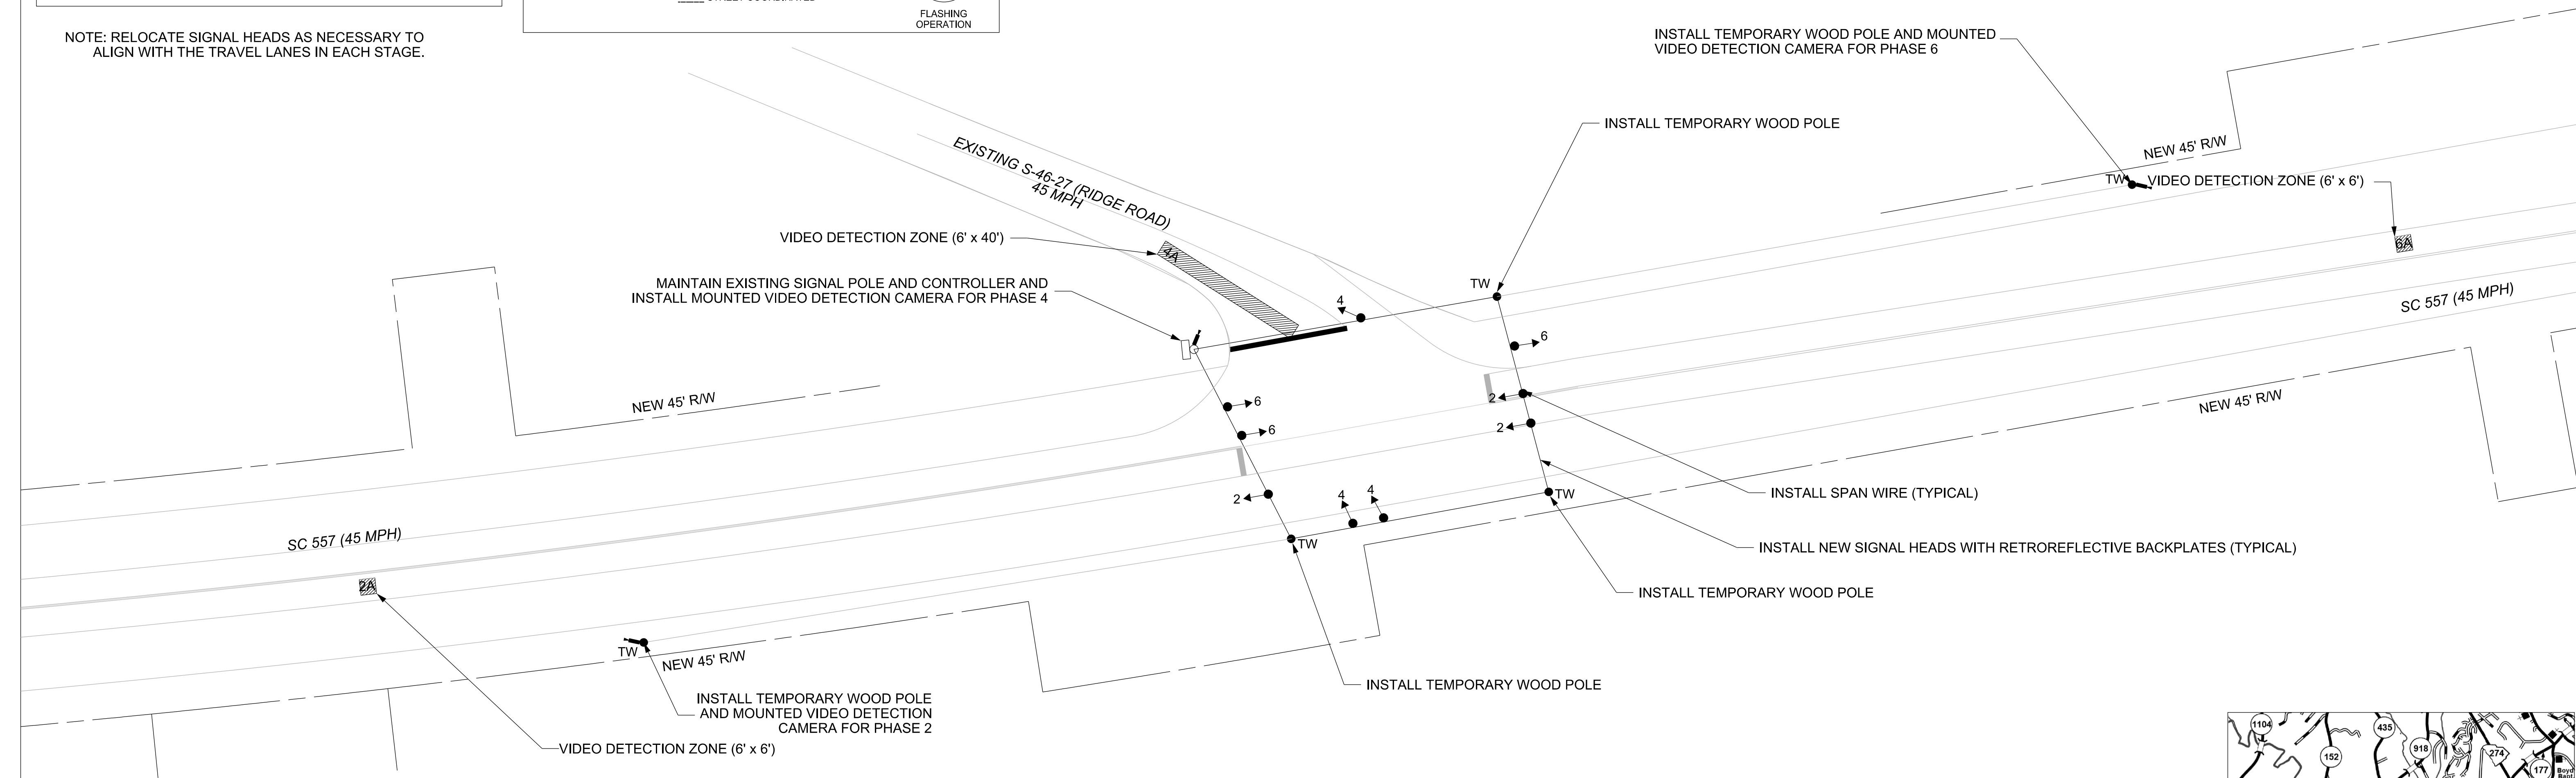 FLASHING
OPERATION
NOTE: RELOCATE SIGNAL HEADS AS NECESSARY TO
ALIGN WITH THE TRAVEL LANES IN EACH STAGE.
INSTALL TEMPORARY WOOD POLE AND MOUNTED
VIDEO DETECTION CAMERA FOR PHASE 6
INSTALL TEMPORARY WOOD POLE
EXISTING S-46-27 (RIDGE ROAD)
45 MPH
NEW 45' R/W
TW
VIDEO DETECTION ZONE (6' x 6')
6A
VIDEO DETECTION ZONE (6' x 40')
4A
MAINTAIN EXISTING SIGNAL POLE AND CONTROLLER AND
INSTALL MOUNTED VIDEO DETECTION CAMERA FOR PHASE 4
TW
4
6
SC 557 (45 MPH)
NEW 45' R/W
NEW 45' R/W
6
6
2
2
2
4
4
TW
TW
INSTALL SPAN WIRE (TYPICAL)
INSTALL NEW SIGNAL HEADS WITH RETROREFLECTIVE BACKPLATES (TYPICAL)
INSTALL TEMPORARY WOOD POLE
SC 557 (45 MPH)
2A
TW
NEW 45' R/W
INSTALL TEMPORARY WOOD POLE
INSTALL TEMPORARY WOOD POLE
AND MOUNTED VIDEO DETECTION
CAMERA FOR PHASE 2
VIDEO DETECTION ZONE (6' x 6')
1104
435
152
918
274
177